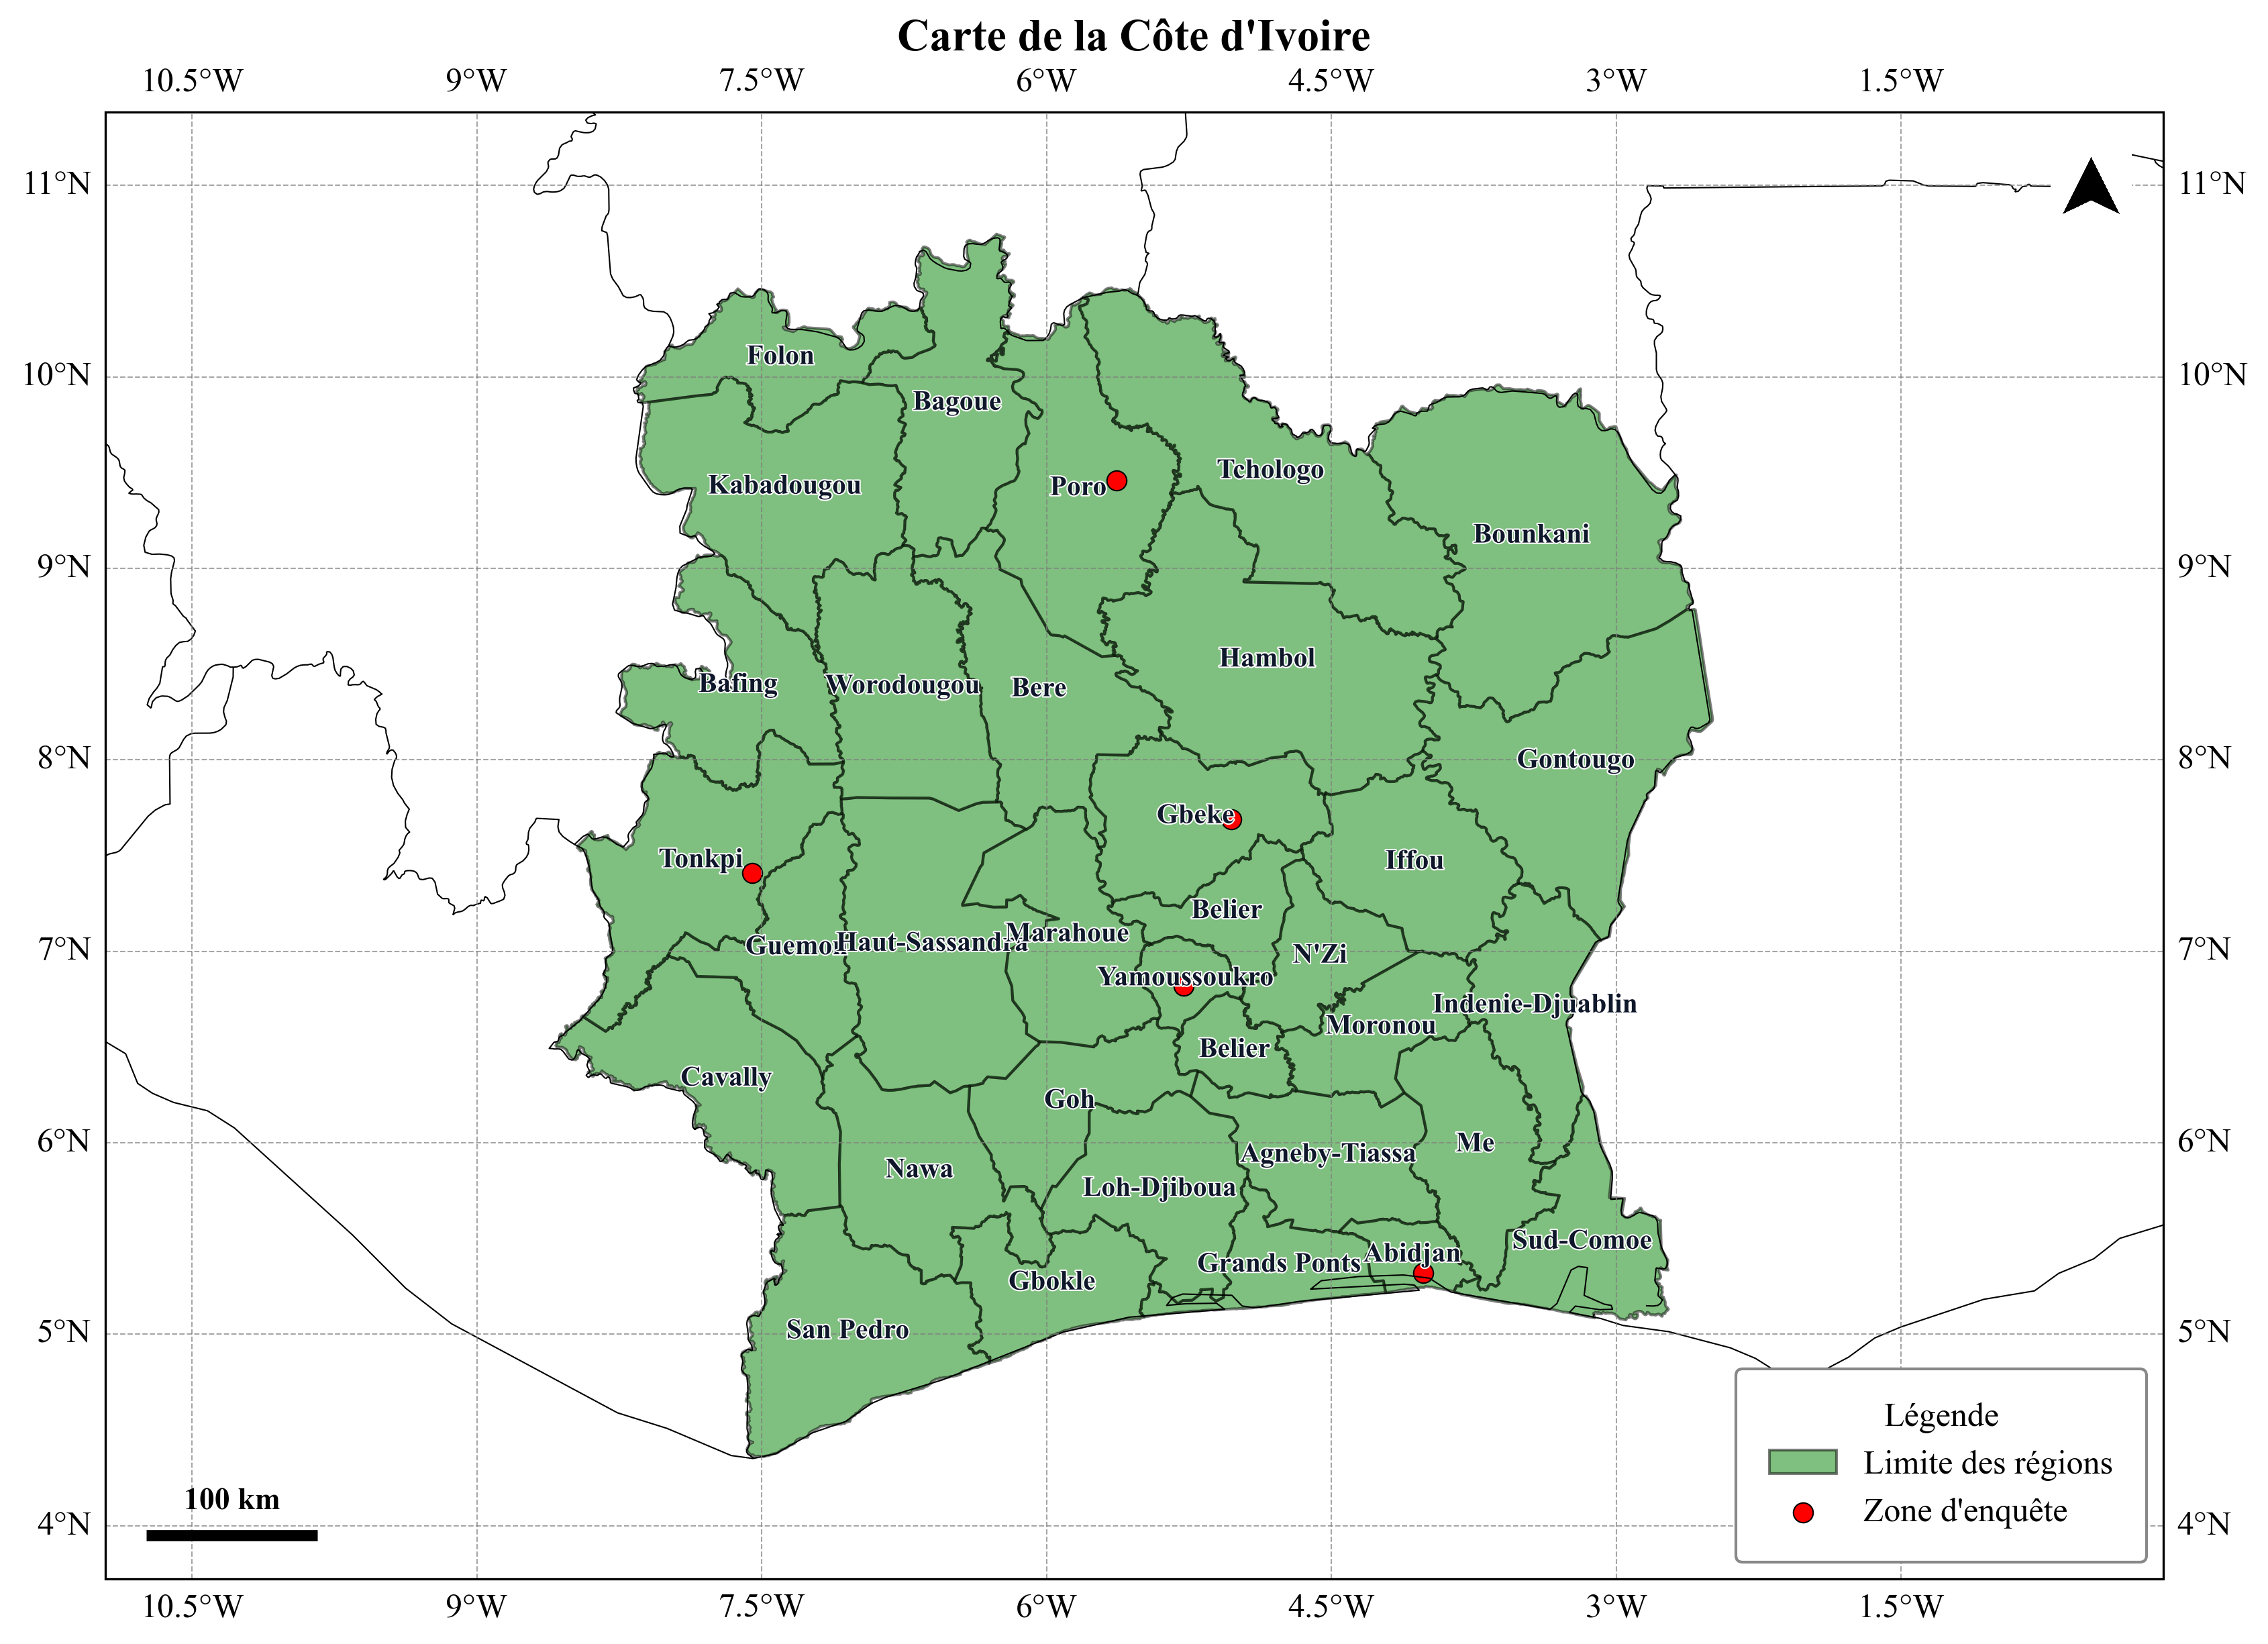 Carte de la Côte d'Ivoire
10.5°W 9°W 7.5°W 6°W 4.5°W 3°W 1.5°W
11°N 11°N
Folon
10°N 10°N
Bagoue
Tchologo
Kabadougou
Poro
Bounkani
9°N 9°N
Hambol
Bafing Worodougou Bere
8°N Gontougo 8°N
Gbeke
Tonkpi
Iffou
Belier
Marahoue
Guemon Haut-Sassandra
7°N N'Zi 7°N
Yamoussoukro
Indenie-Djuablin
Moronou
Belier
Cavally
Goh
6°N Me 6°N
Agneby-Tiassa
Nawa
Loh-Djiboua
Sud-Comoe
Abidjan
Grands Ponts
Gbokle
San Pedro
5°N 5°N
Légende
Limite des régions
100 km
Zone d'enquête
4°N 4°N
10.5°W 9°W 7.5°W 6°W 4.5°W 3°W 1.5°W